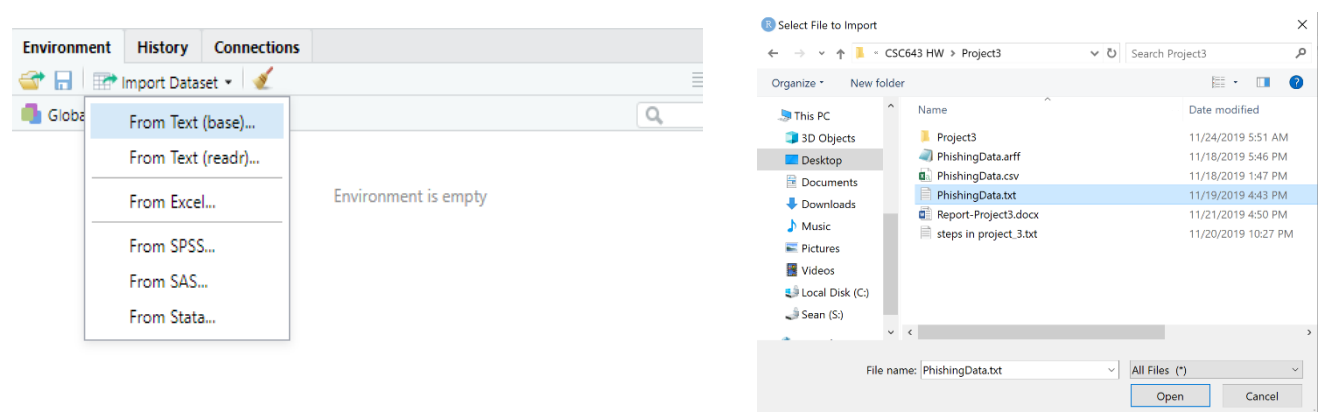 Environment History Connections
Import Dataset
Globa
From Text (base)...
From Text (readr)...
From Excel...
From SPSS...
From SAS...
From Stata...
Environment is empty
R Select File to Import
« CSC643 HW > Project3
Search Project3
Organize New folder
Name Date modified
This PC
3D Objects
Desktop
Documents
Downloads
Music
Pictures
Videos
Local Disk (C:)
Sean (S:)
Project3 11/24/2019 5:51 AM
PhishingData.arff 11/18/2019 5:46 PM
PhishingData.csv 11/18/2019 1:47 PM
PhishingData.txt 11/19/2019 4:43 PM
Report-Project3.docx 11/21/2019 4:50 PM
steps in project_3.txt 11/20/2019 10:27 PM
File name: PhishingData.txt All Files (*)
Open Cancel